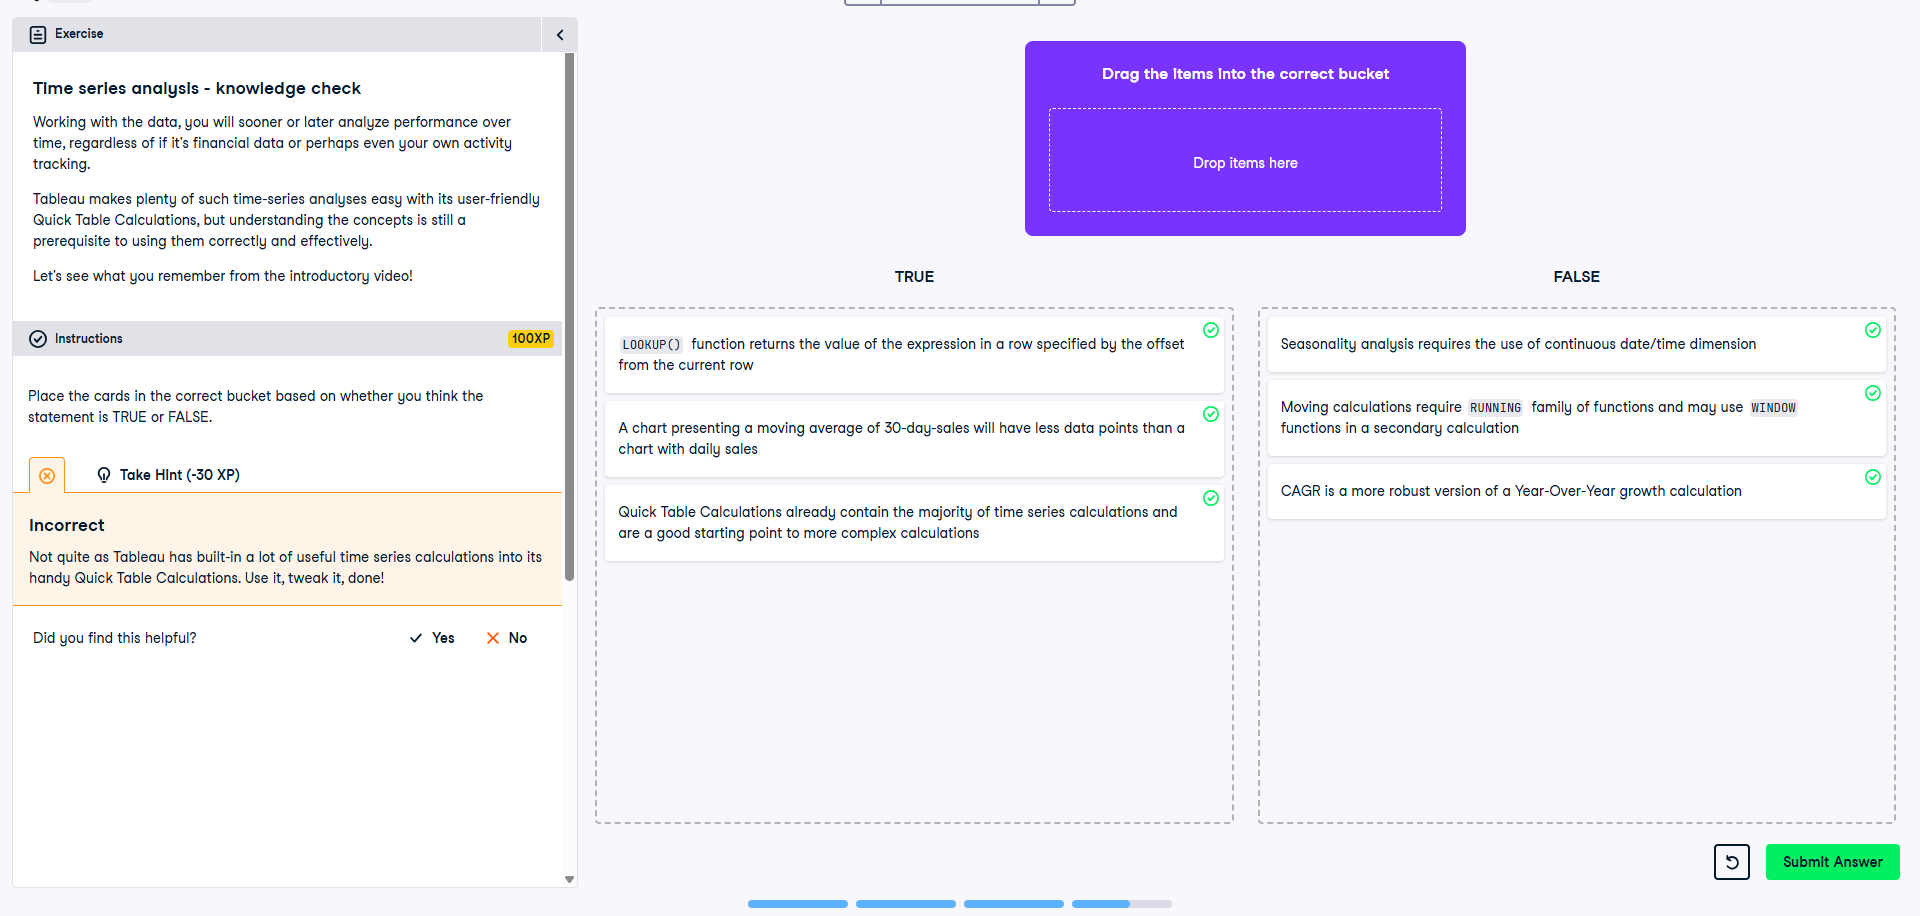 Exercise
Time series analysis - knowledge check
Working with the data, you will sooner or later analyze performance over
time, regardless of if it's financial data or perhaps even your own activity
tracking.
Tableau makes plenty of such time-series analyses easy with its user-friendly
Quick Table Calculations, but understanding the concepts is still a
prerequisite to using them correctly and effectively.
Let's see what you remember from the introductory video!
Instructions
100XP
Place the cards in the correct bucket based on whether you think the
statement is TRUE or FALSE.
Take Hint (-30 XP)
Incorrect
Not quite as Tableau has built-in a lot of useful time series calculations into its
handy Quick Table Calculations. Use it, tweak it, done!
Did you find this helpful?
Yes
No
Drag the items into the correct bucket
Drop items here
TRUE
LOOKUP() function returns the value of the expression in a row specified by the offset
from the current row
A chart presenting a moving average of 30-day-sales will have less data points than a
chart with daily sales
Quick Table Calculations already contain the majority of time series calculations and
are a good starting point to more complex calculations
FALSE
Seasonality analysis requires the use of continuous date/time dimension
Moving calculations require RUNNING family of functions and may use WINDOW
functions in a secondary calculation
CAGR is a more robust version of a Year-Over-Year growth calculation
Submit Answer